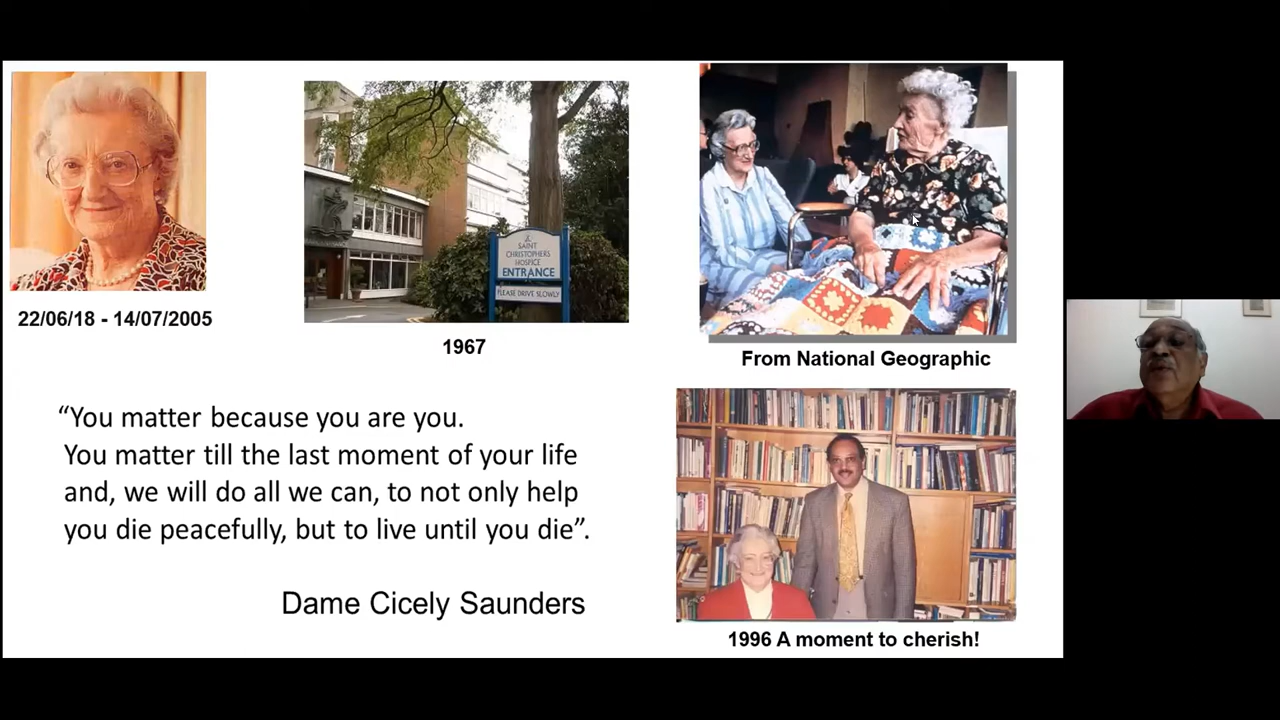 SAINT
CHRISTOPHERS
HOSPICE
ENTRANCE
PLEASE DRIVE SLOWLY
22/06/18 - 14/07/2005
1967
From National Geographic
“You matter because you are you.
You matter till the last moment of your life
and, we will do all we can, to not only help
you die peacefully, but to live until you die”.
Dame Cicely Saunders
1996 A moment to cherish!